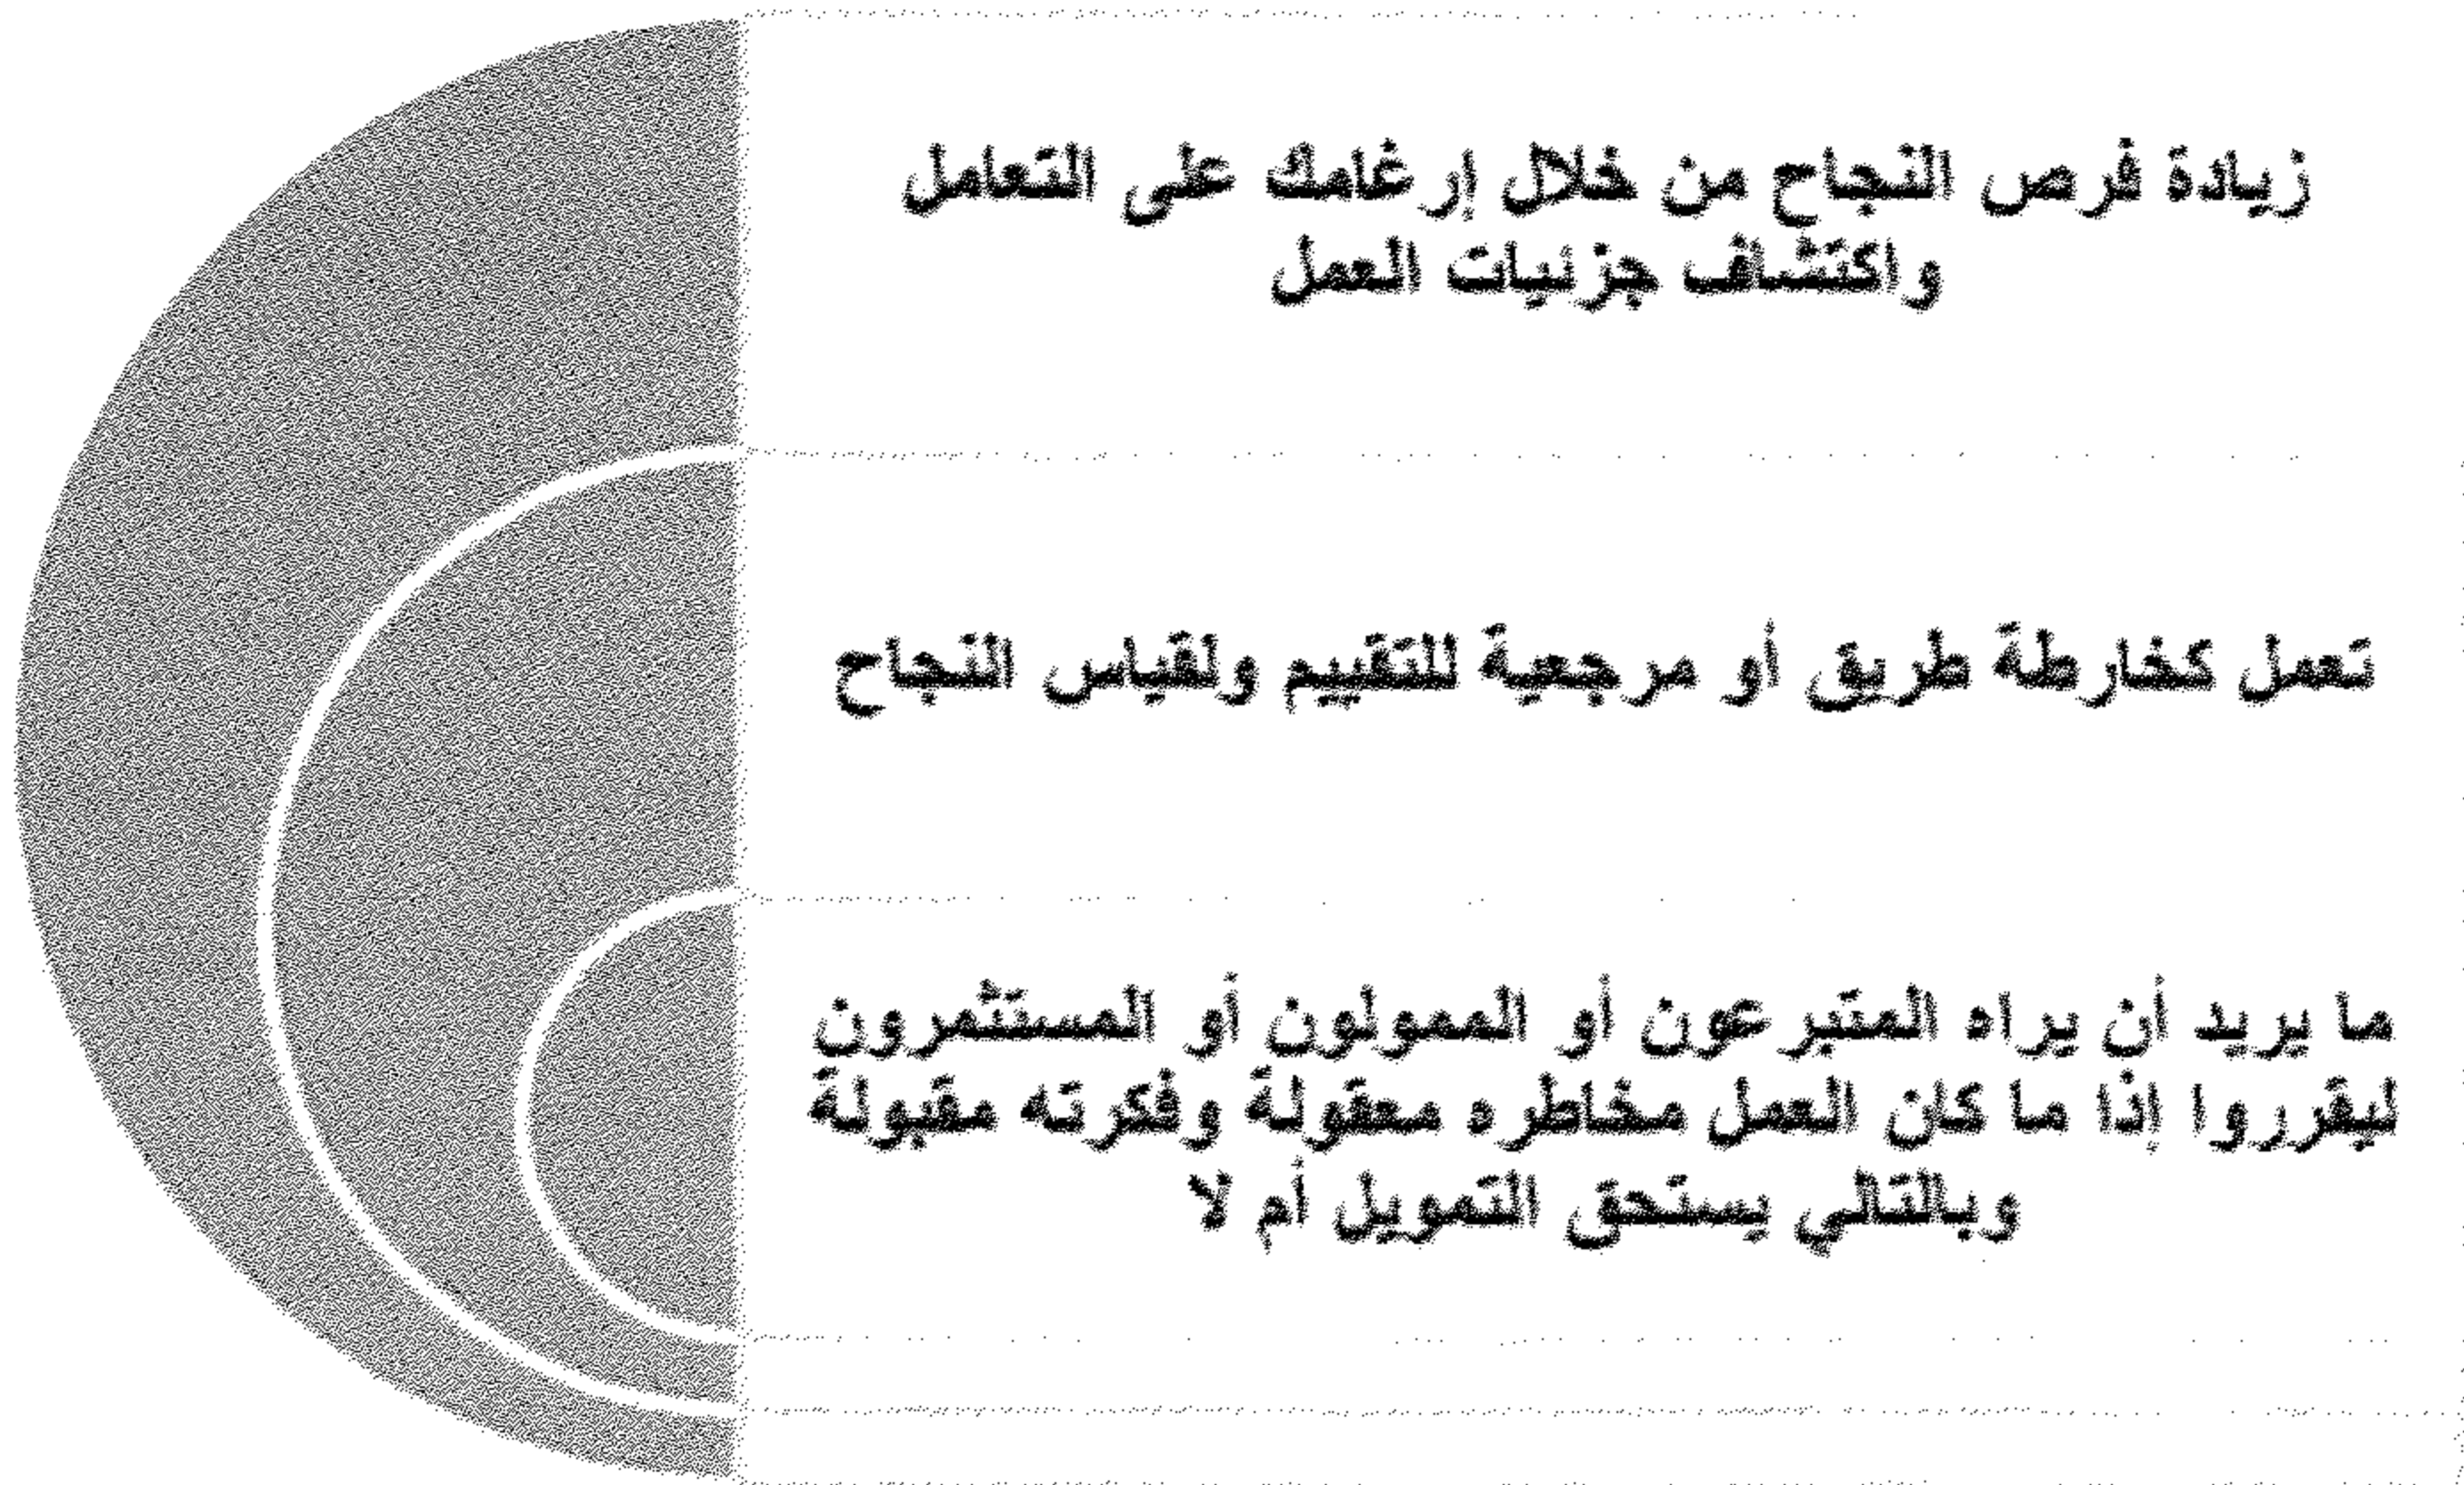 زيادة فرص النجاح من خلال إرغامك على التعامل
واكتشاف جزئيات العمل
تعمل كخارطة طريق أو مرجعية للتقييم ولقياس النجاح
ما يريد أن يراه المتبرعون أو الممولون أو المستثمرون
ليقرروا إذا ما كان العمل مخاطره معقولة وفكرته مقبولة
وبالتالي يستحق التمويل أم لا